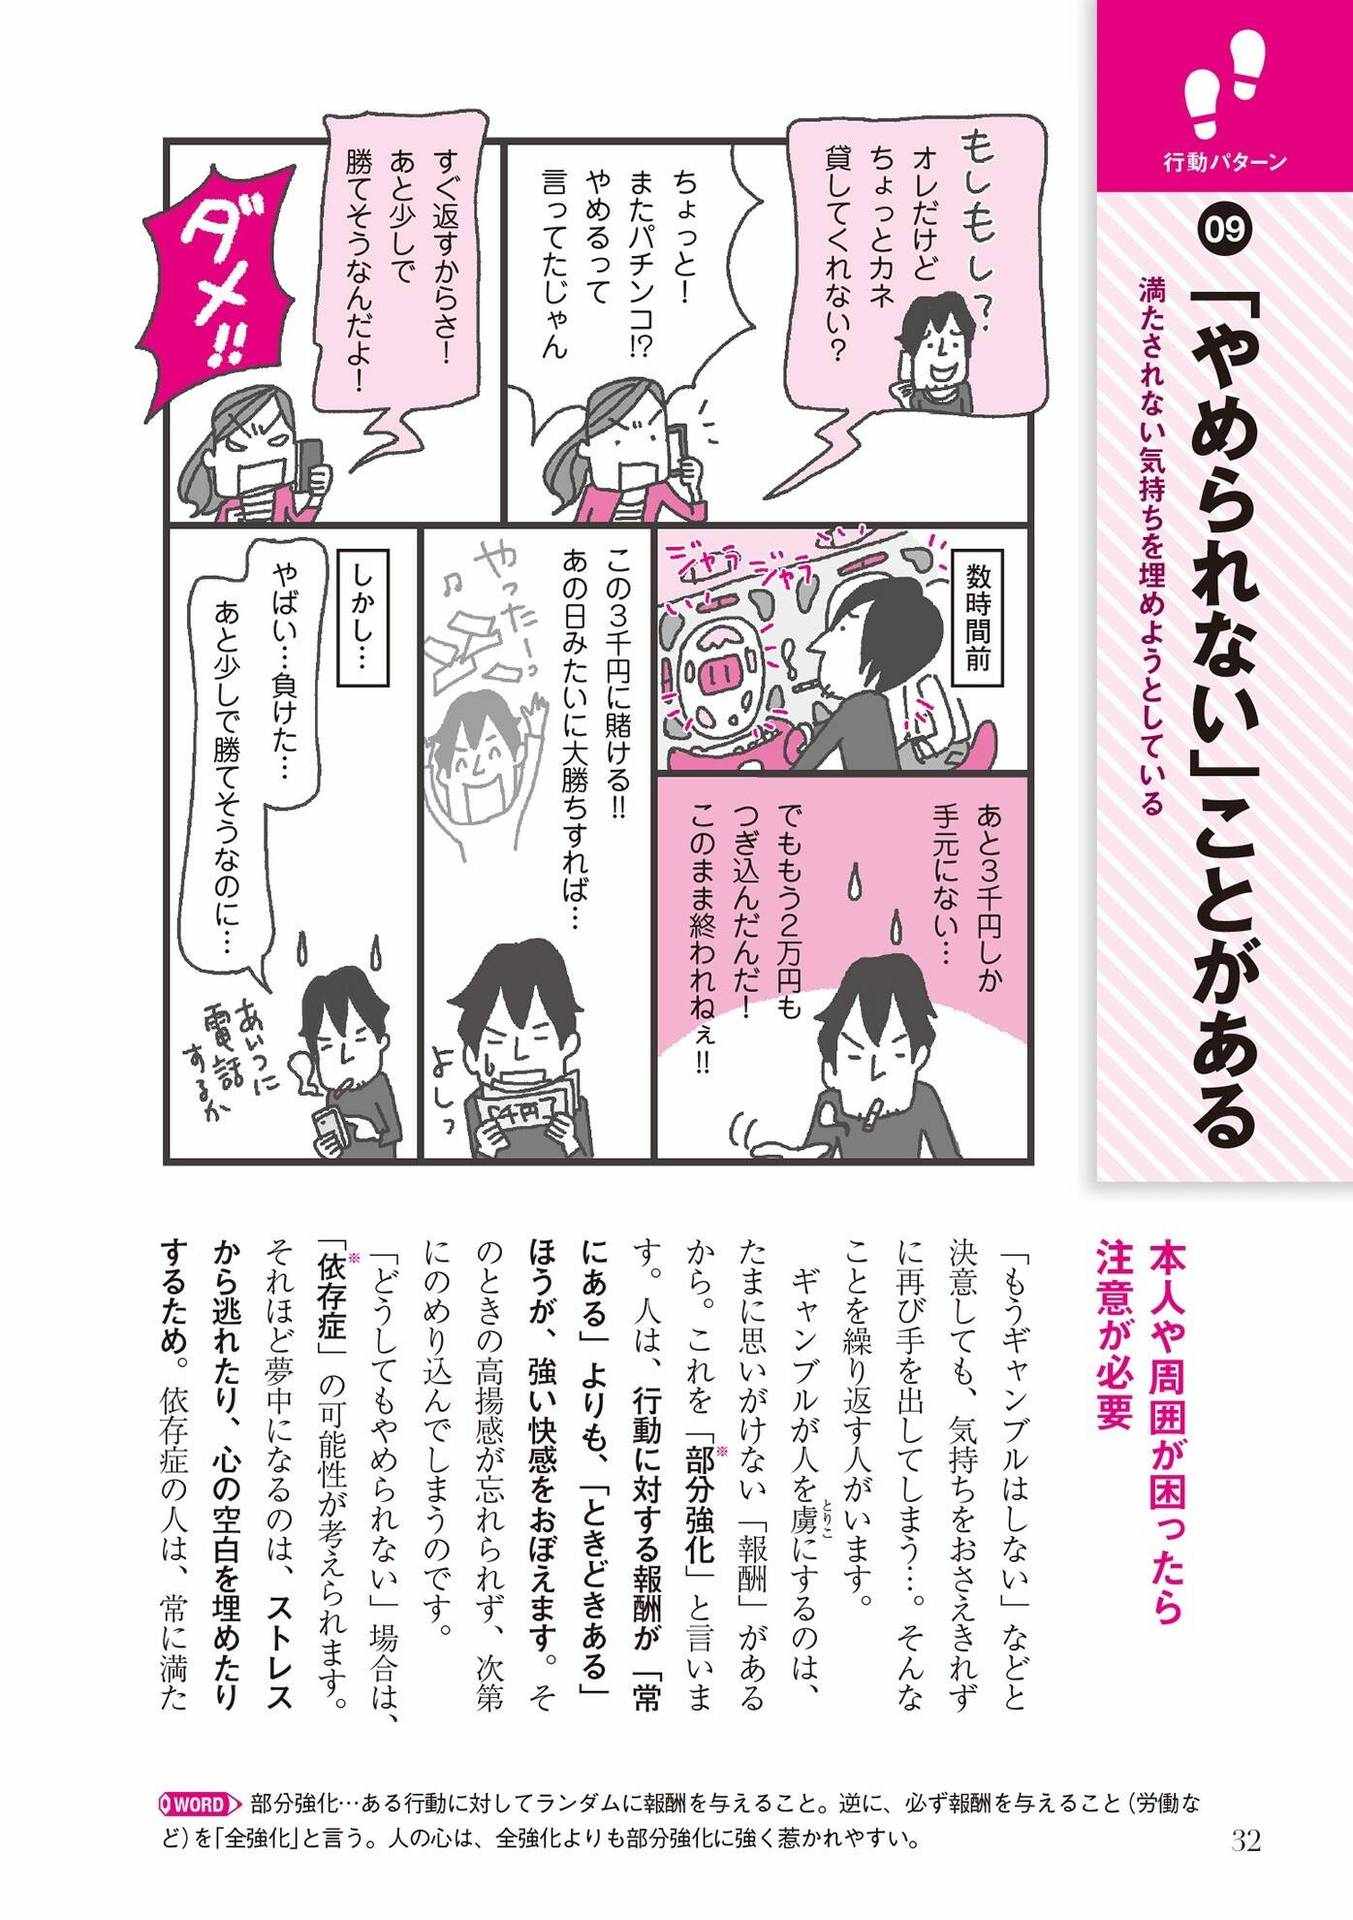 行動パターン
09
「やめられない」ことがある
満たされない気持ちを埋めようとしている
もしもし？
オレだけど
ちょっとカネ
貸してくれない？
ちょっと！
またパチンコ!?
やめるって
言ってたじゃん
すぐ返すからさ！
あと少しで
勝てそうなんだよ！
ダメ!!
数時間前
ジャラ
ジャラ
あと3千円しか
手元にない…
でももう2万円も
つぎ込んだんだ！
このまま終われねぇ!!
この3千円に賭ける!!
あの日みたいに大勝ちすれば…
やったーっ
♫
よしっ
しかし…
やばい…負けた…
あと少しで勝てそうなのに…
あいつに
電話
するか
本人や周囲が困ったら
注意が必要
「もうギャンブルはしない」などと
決意しても、気持ちをおさえきれず
に再び手を出してしまう…。そんな
ことを繰り返す人がいます。
ギャンブルが人を虜にするのは、
とりこ
たまに思いがけない「報酬」がある
から。これを「部分強化※」と言いま
す。人は、行動に対する報酬が「常
にある」よりも、「ときどきある」
ほうが、強い快感をおぼえます。そ
のときの高揚感が忘れられず、次第
にのめり込んでしまうのです。
「どうしてもやめられない」場合は、
「依存症※」の可能性が考えられます。
それほど夢中になるのは、ストレス
から逃れたり、心の空白を埋めたり
するため。依存症の人は、常に満た
WORD 部分強化…ある行動に対してランダムに報酬を与えること。逆に、必ず報酬を与えること（労働な
ど）を「全強化」と言う。人の心は、全強化よりも部分強化に強く惹かれやすい。
32